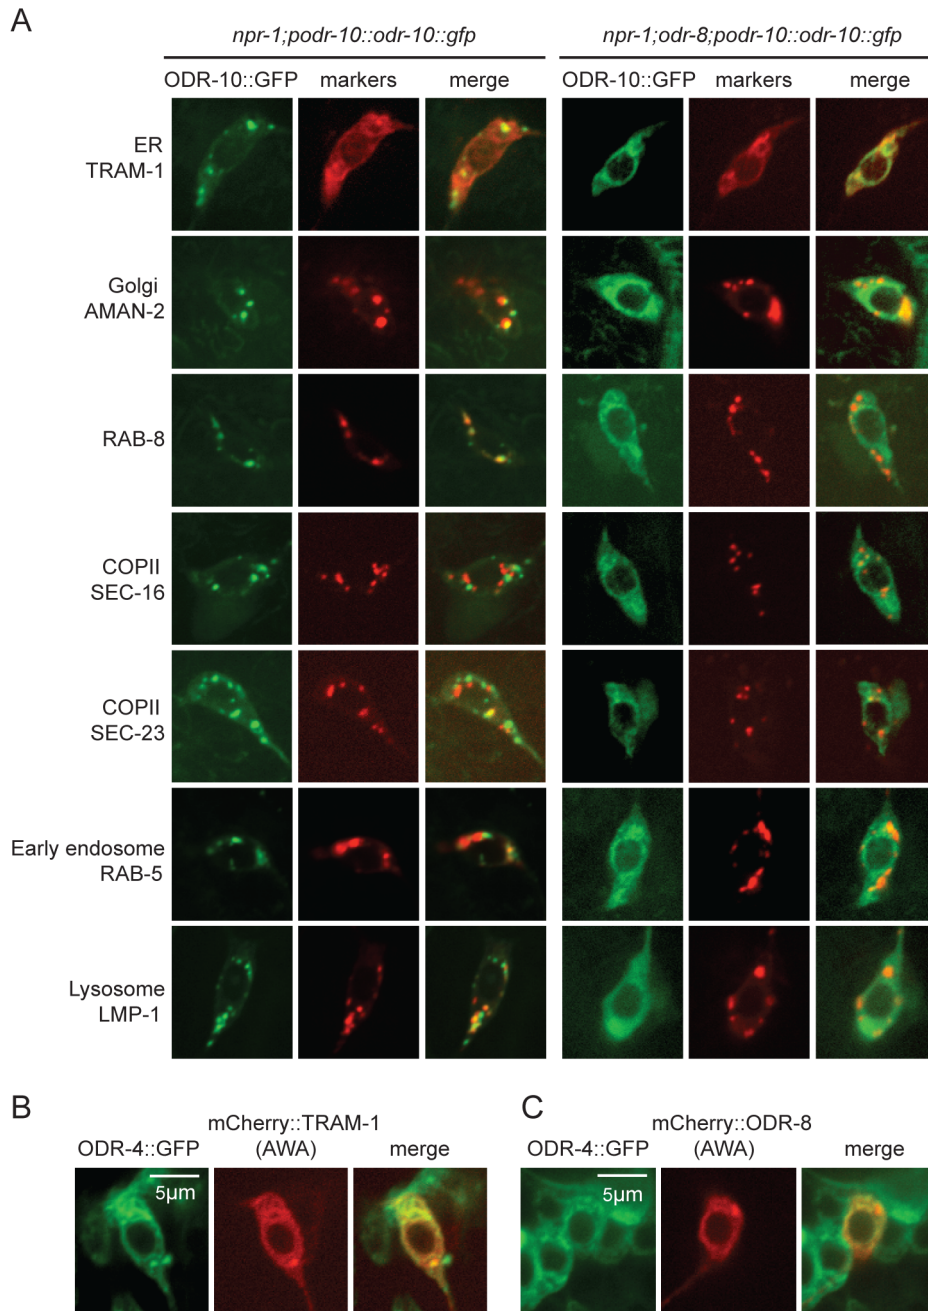 A
npr-1;podr-10::odr-10::gfp
npr-1;odr-8;podr-10::odr-10::gfp
ODR-10::GFP markers merge
ODR-10::GFP markers merge
ER
TRAM-1
Golgi
AMAN-2
RAB-8
COPII
SEC-16
COPII
SEC-23
Early endosome
RAB-5
Lysosome
LMP-1
B
mCherry::TRAM-1
ODR-4::GFP (AWA) merge
5µm
C
mCherry::ODR-8
ODR-4::GFP (AWA) merge
5µm